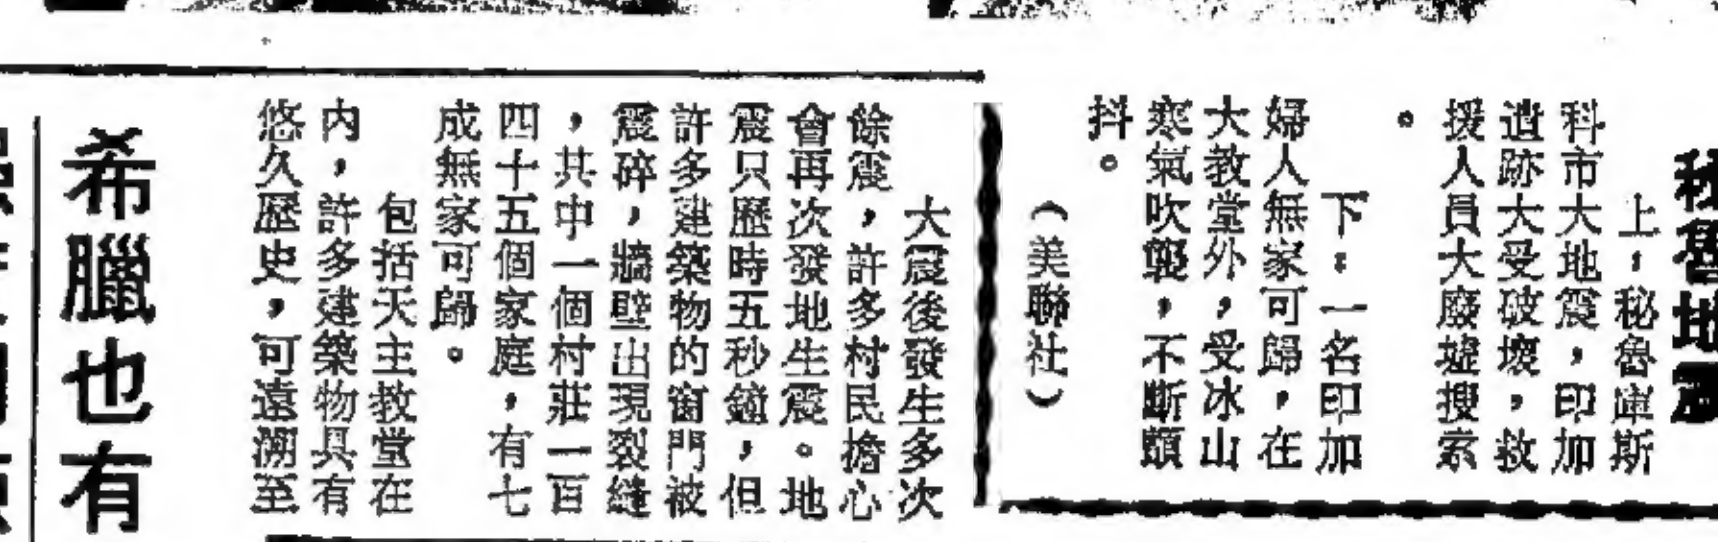 秘魯地震
上，秘魯庫斯
科市大地震，印加
遺跡大受破壞，救
援人員大廢墟搜索
。
下：一名印加
婦人無家可歸，在
大教堂外，受冰山
寒氣吹襲，不斷顫
抖。
（美聯社）
大震後發生多次
餘震，許多村民擔心
會再次發地生震。地
震只歷時五秒鐘，但
許多建築物的窗門被
震碎，牆壁出現裂縫
，共中一個村莊一百
四十五個家庭，有七
成無家可歸。
包括天主教堂在
內，許多建築物具有
悠久歷史，可遠溯至
希臘也有